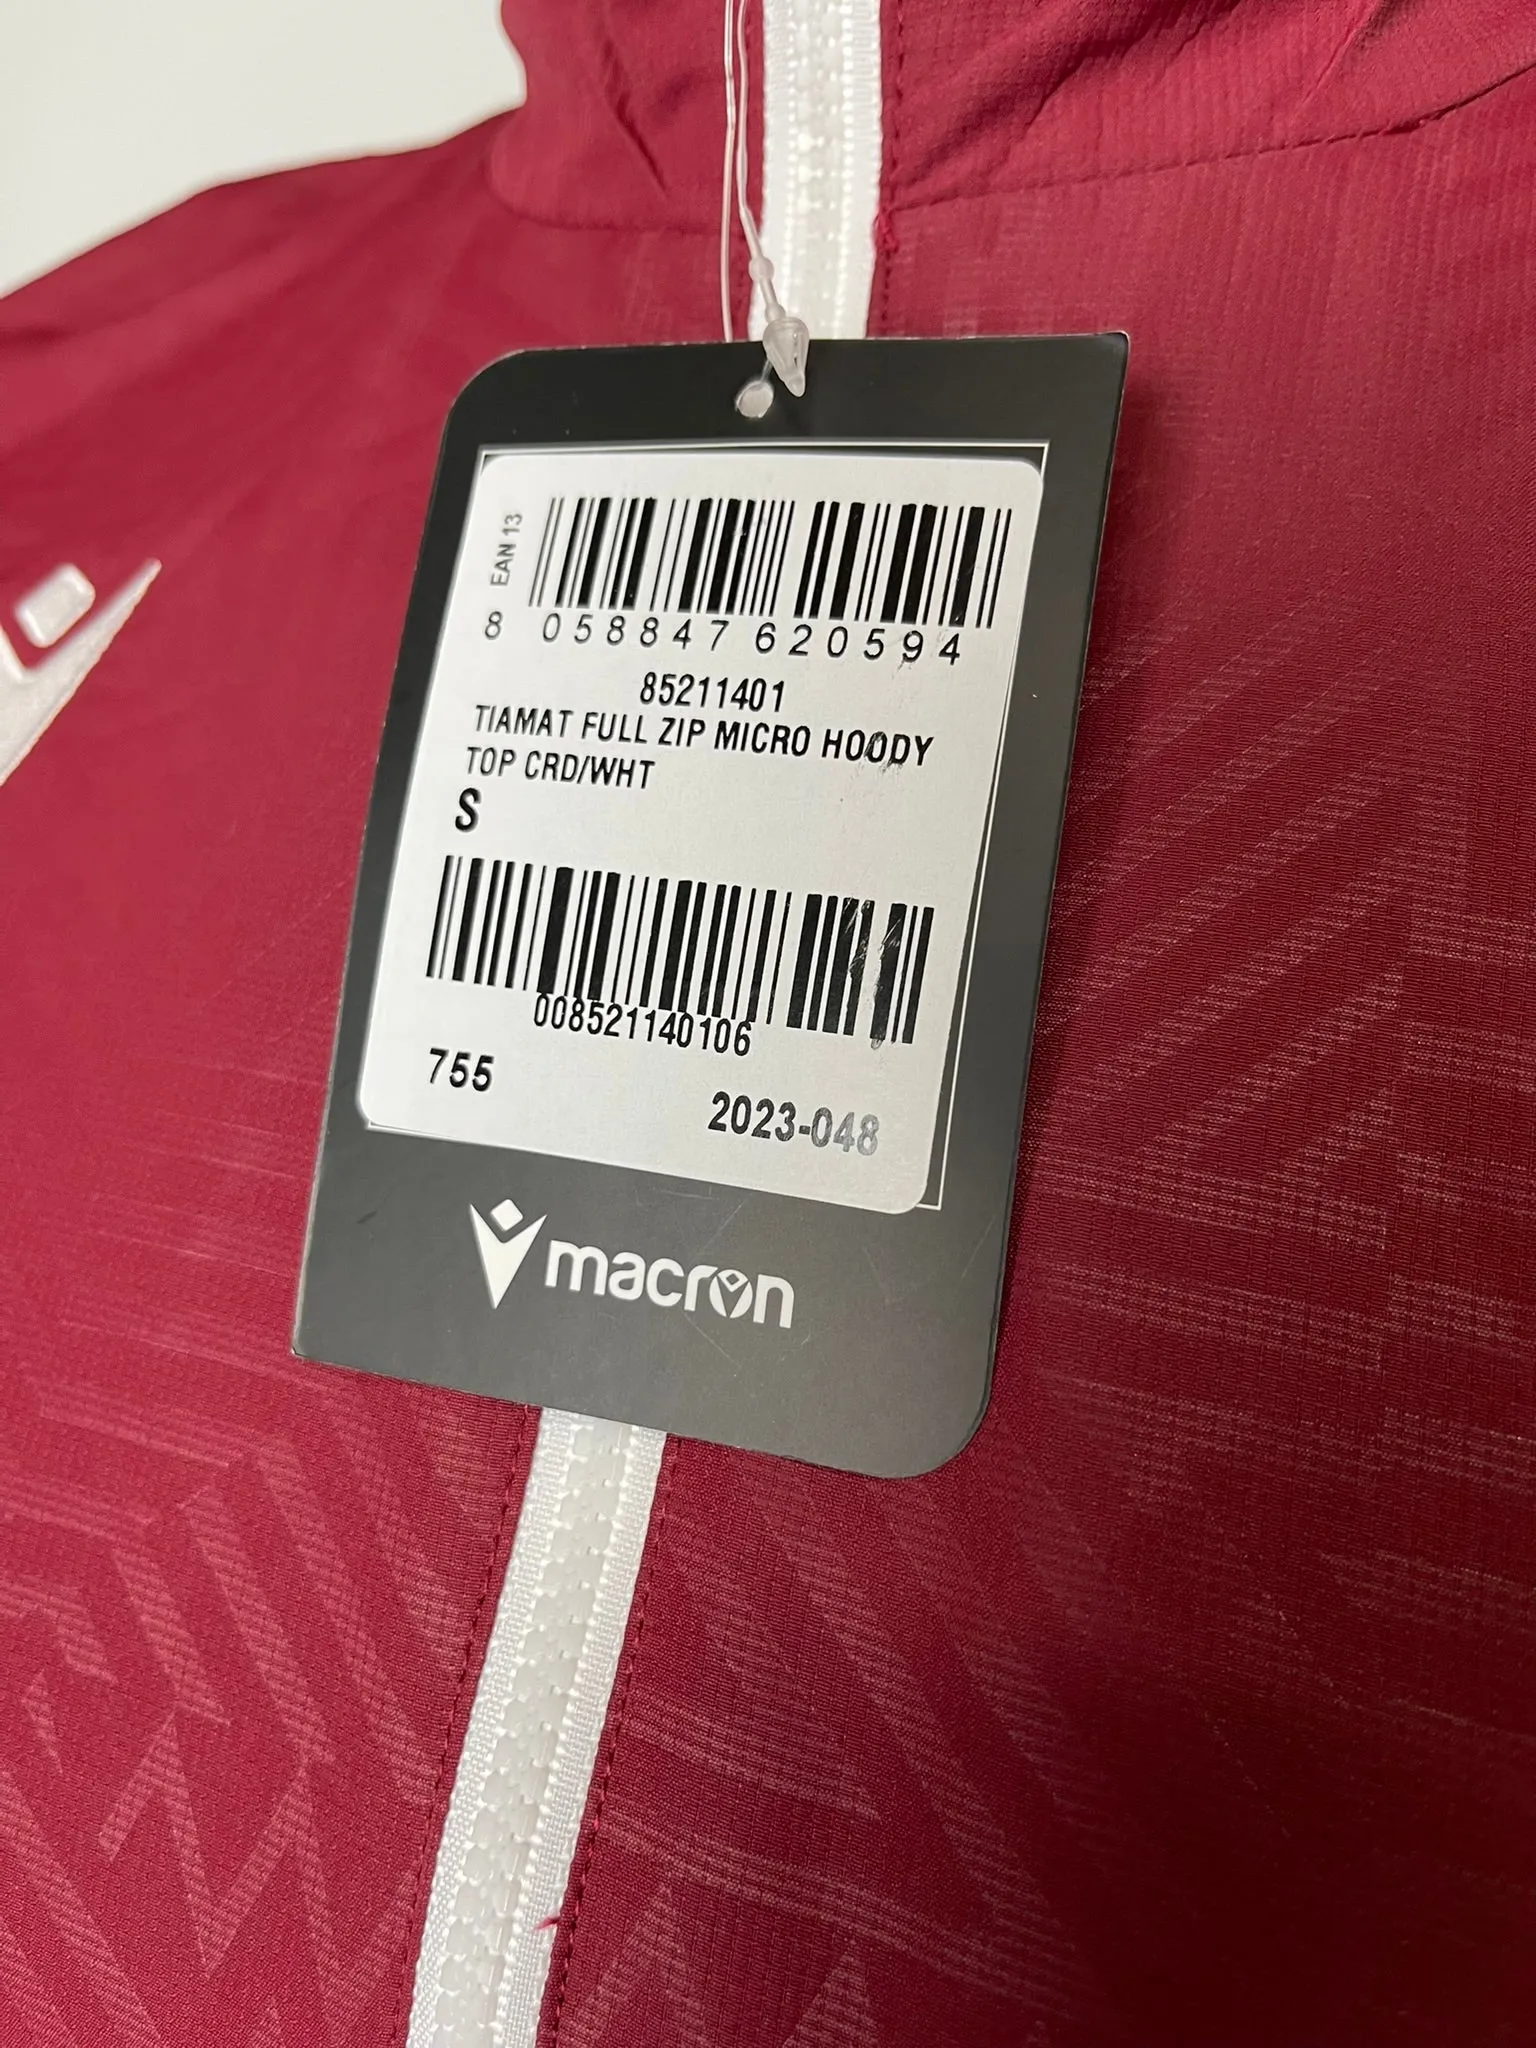 EAN 13
8 058847 620594
85211401
TIAMAT FULL ZIP MICRO HOODY
TOP CRD/WHT
S
008521140106
755
2023-048
macron